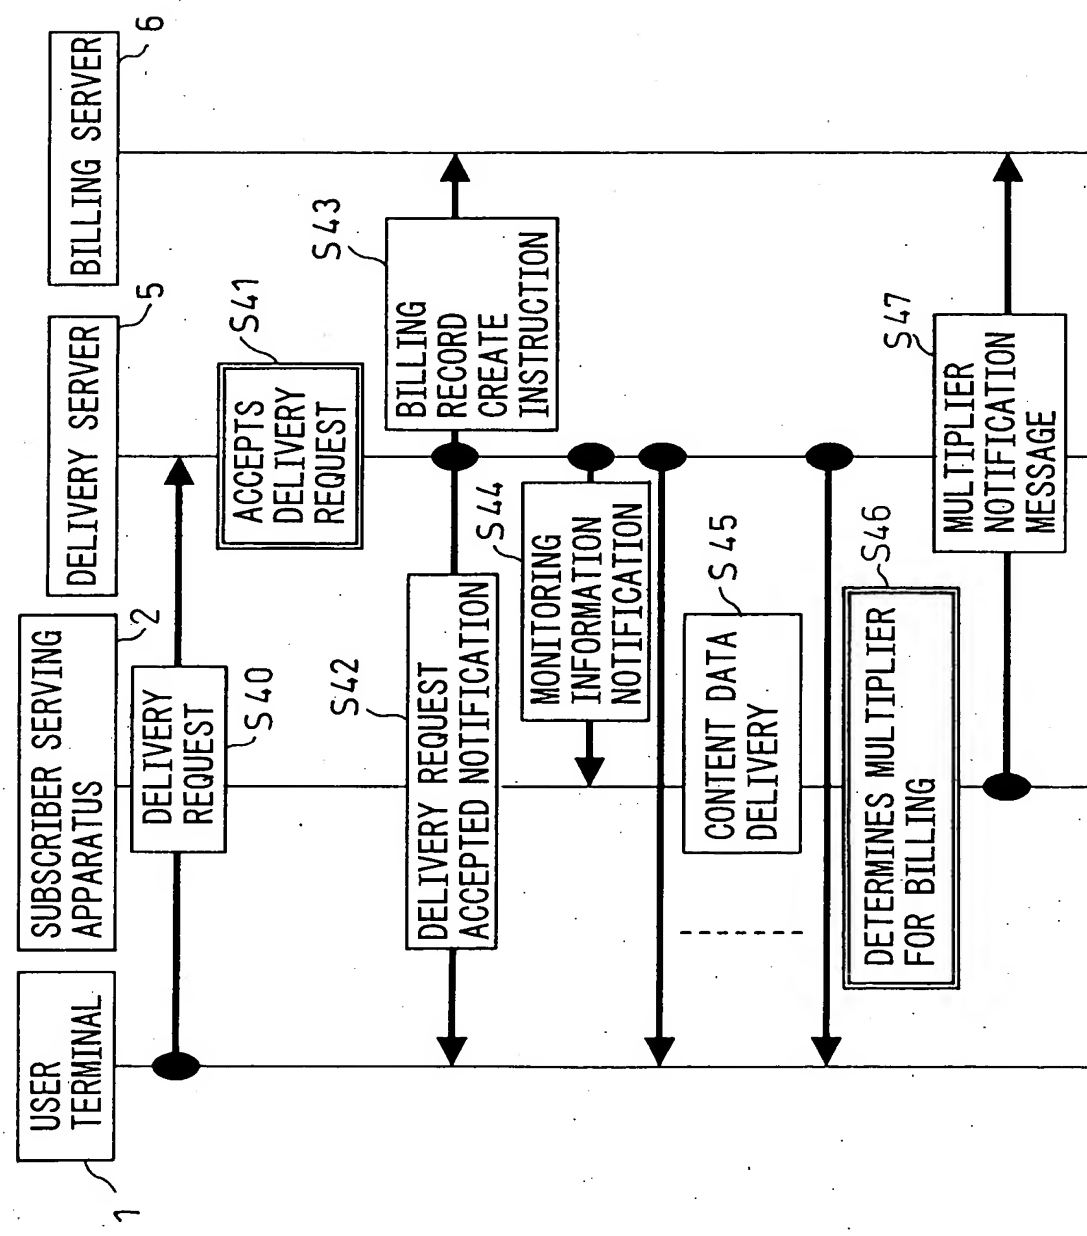 USER
TERMINAL
1
SUBSCRIBER SERVING
APPARATUS
2
DELIVERY SERVER
5
BILLING SERVER
6
DELIVERY
REQUEST
S40
ACCEPTS
DELIVERY
REQUEST
S41
DELIVERY REQUEST
ACCEPTED NOTIFICATION
S42
BILLING
RECORD
CREATE
INSTRUCTION
S43
MONITORING
INFORMATION
NOTIFICATION
S44
CONTENT DATA
DELIVERY
S45
DETERMINES MULTIPLIER
FOR BILLING
S46
MULTIPLIER
NOTIFICATION
MESSAGE
S47